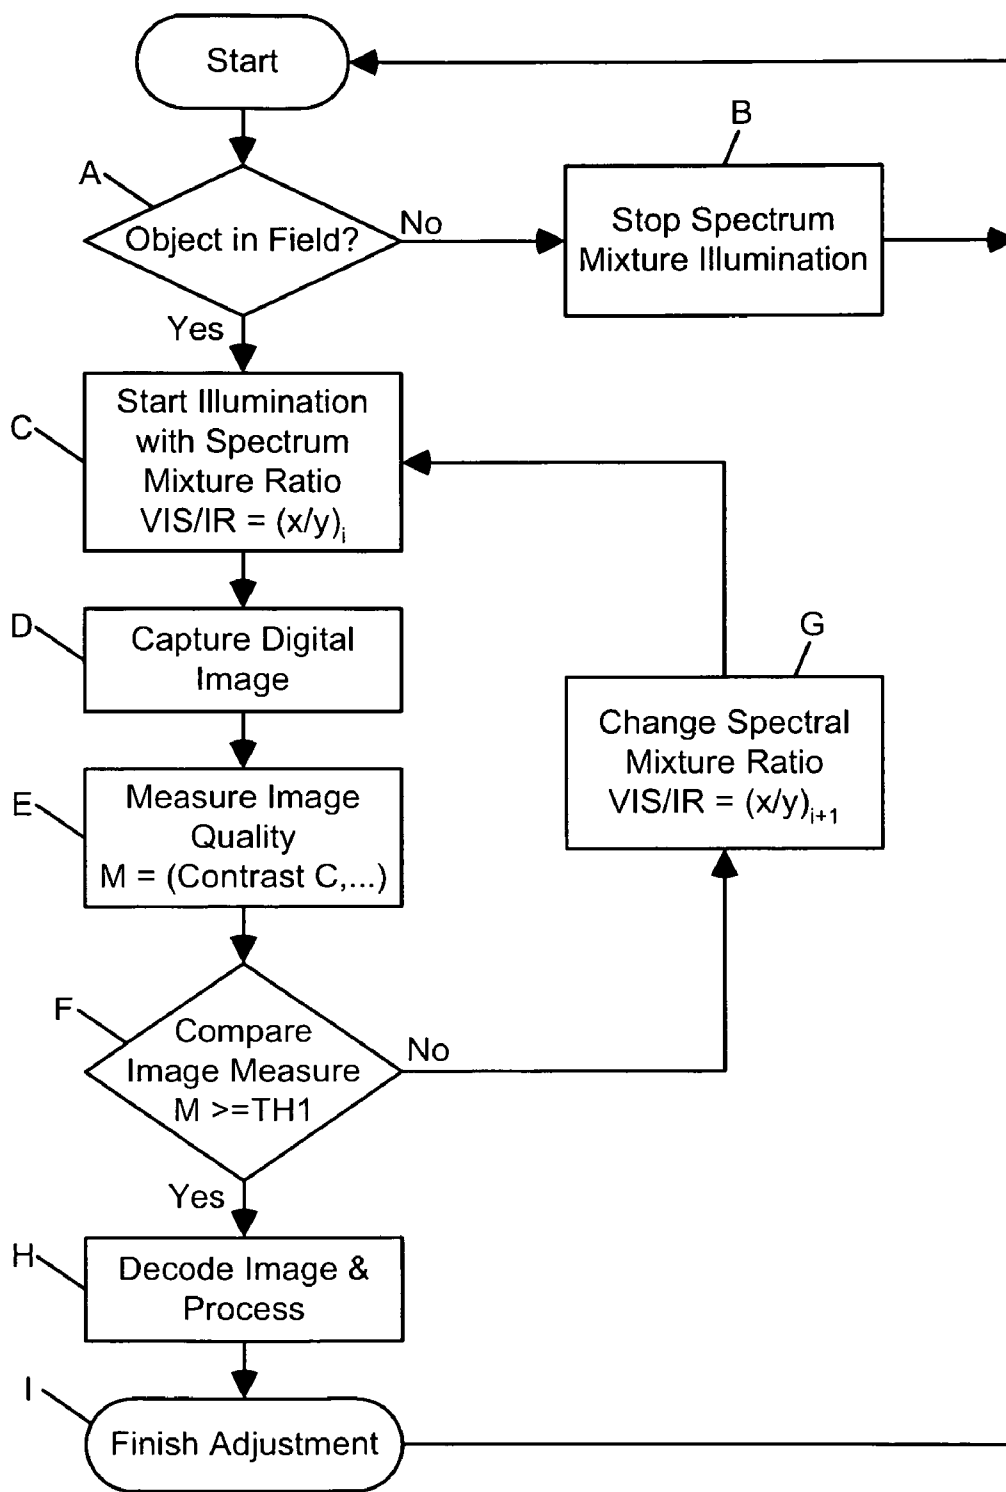 Start
B
A
Object in Field?
No
Stop Spectrum
Mixture Illumination
Yes
C
Start Illumination
with Spectrum
Mixture Ratio
VIS/IR = (x/y)i
D
Capture Digital
Image
G
Change Spectral
Mixture Ratio
VIS/IR = (x/y)i+1
E
Measure Image
Quality
M = (Contrast C,...)
F
Compare
Image Measure
M >=TH1
No
Yes
H
Decode Image &
Process
I
Finish Adjustment